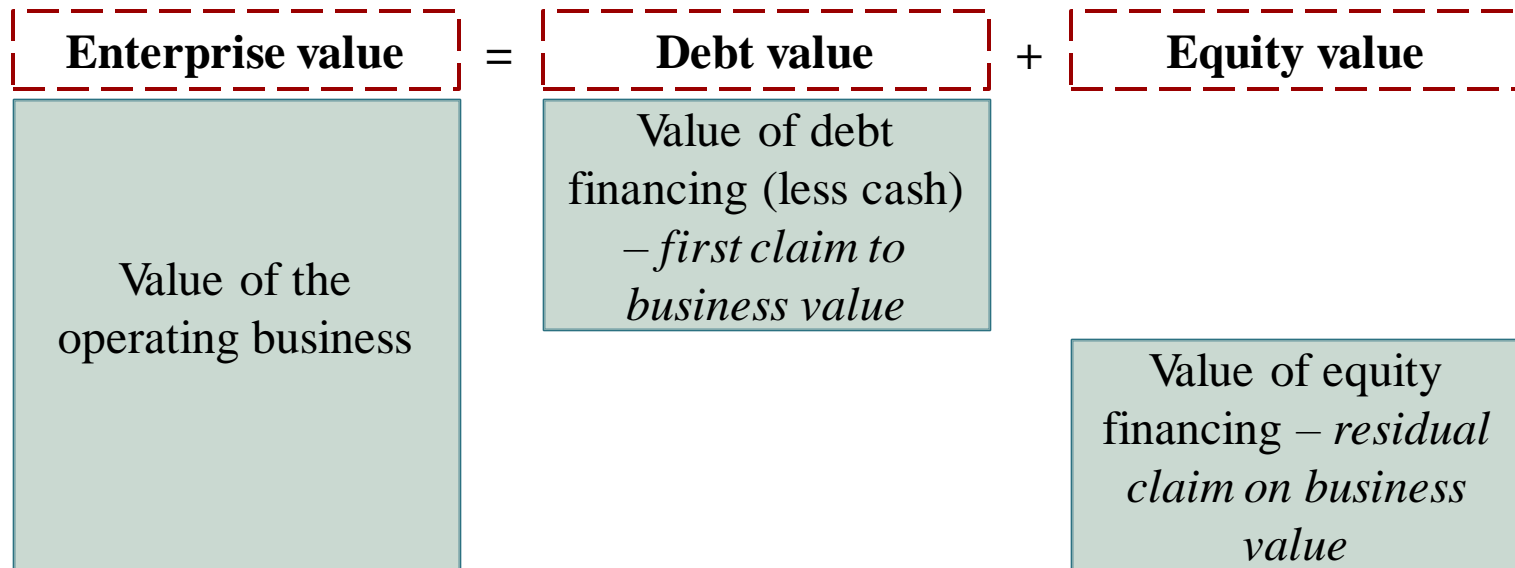 Enterprise value = Debt value + Equity value
Value of the
operating business
Value of debt
financing (less cash)
– first claim to
business value
Value of equity
financing – residual
claim on business
value